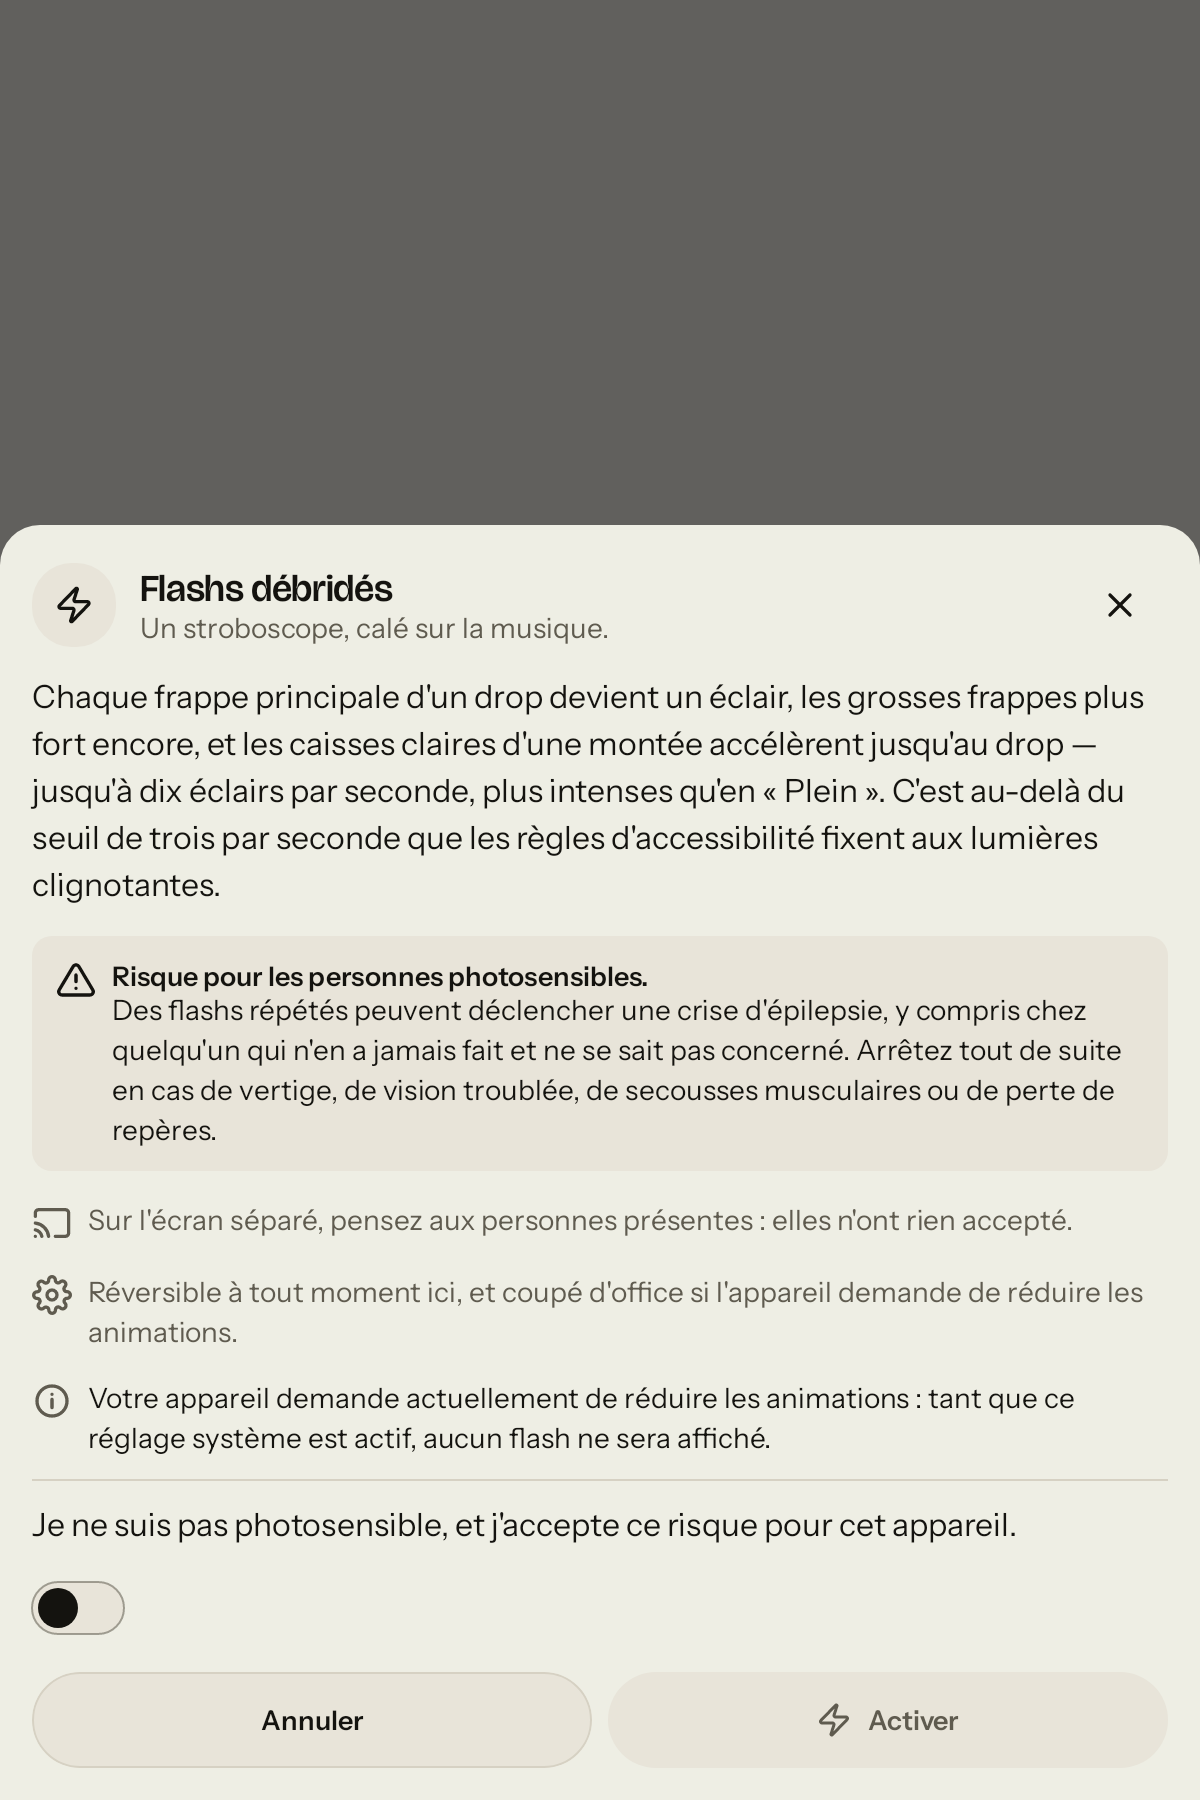 Flashs débridés
Un stroboscope, calé sur la musique.
Chaque frappe principale d'un drop devient un éclair, les grosses frappes plus
fort encore, et les caisses claires d'une montée accélèrent jusqu'au drop —
jusqu'à dix éclairs par seconde, plus intenses qu'en « Plein ». C'est au-delà du
seuil de trois par seconde que les règles d'accessibilité fixent aux lumières
clignotantes.
Risque pour les personnes photosensibles.
Des flashs répétés peuvent déclencher une crise d'épilepsie, y compris chez
quelqu'un qui n'en a jamais fait et ne se sait pas concerné. Arrêtez tout de suite
en cas de vertige, de vision troublée, de secousses musculaires ou de perte de
repères.
Sur l'écran séparé, pensez aux personnes présentes : elles n'ont rien accepté.
Réversible à tout moment ici, et coupé d'office si l'appareil demande de réduire les
animations.
Votre appareil demande actuellement de réduire les animations : tant que ce
réglage système est actif, aucun flash ne sera affiché.
Je ne suis pas photosensible, et j'accepte ce risque pour cet appareil.
Annuler
Activer